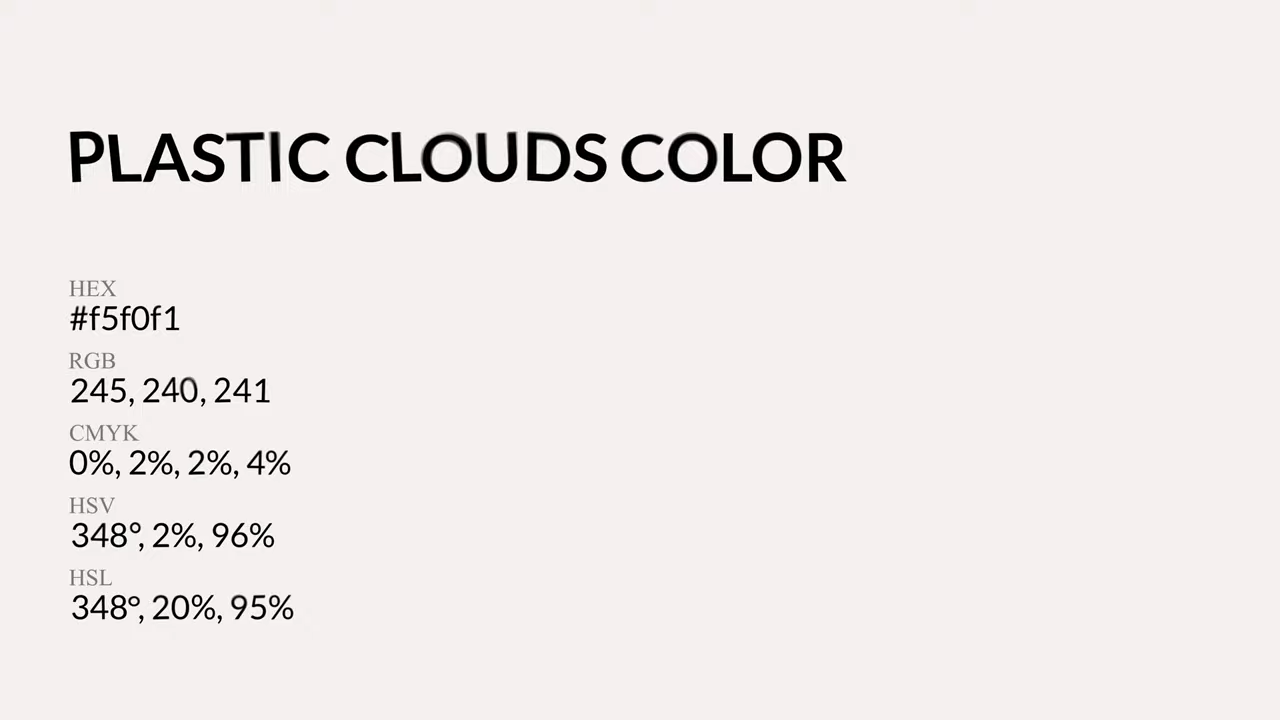 PLASTIC CLOUDS COLOR
HEX
#f5f0f1
RGB
245, 240, 241
CMYK
0%, 2%, 2%, 4%
HSV
348°, 2%, 96%
HSL
348°, 20%, 95%